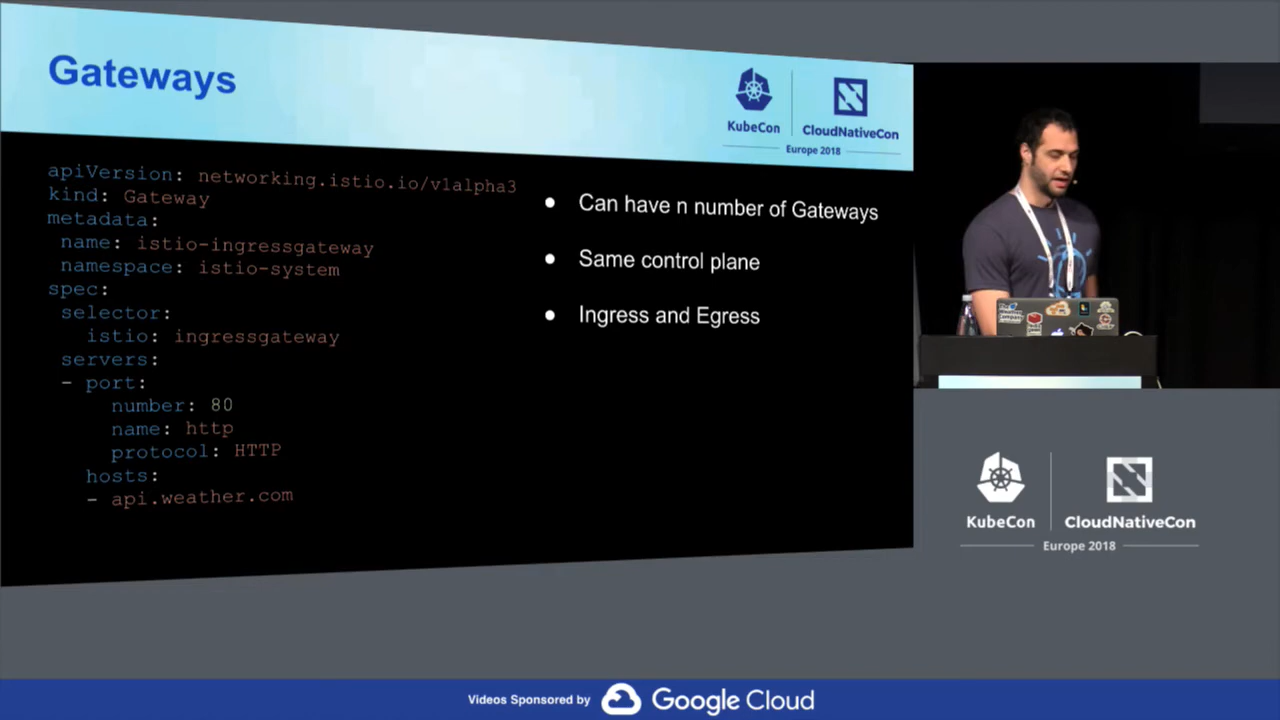 Gateways
KubeCon
CloudNativeCon
Europe 2018
apiVersion: networking.istio.io/v1alpha3
kind: Gateway
metadata:
name: istio-ingressgateway
namespace: istio-system
spec:
selector:
istio: ingressgateway
servers:
- port:
number: 80
name: http
protocol: HTTP
hosts:
- api.weather.com
● Can have n number of Gateways
● Same control plane
● Ingress and Egress
KubeCon
CloudNativeCon
Europe 2018
Videos Sponsored by Google Cloud